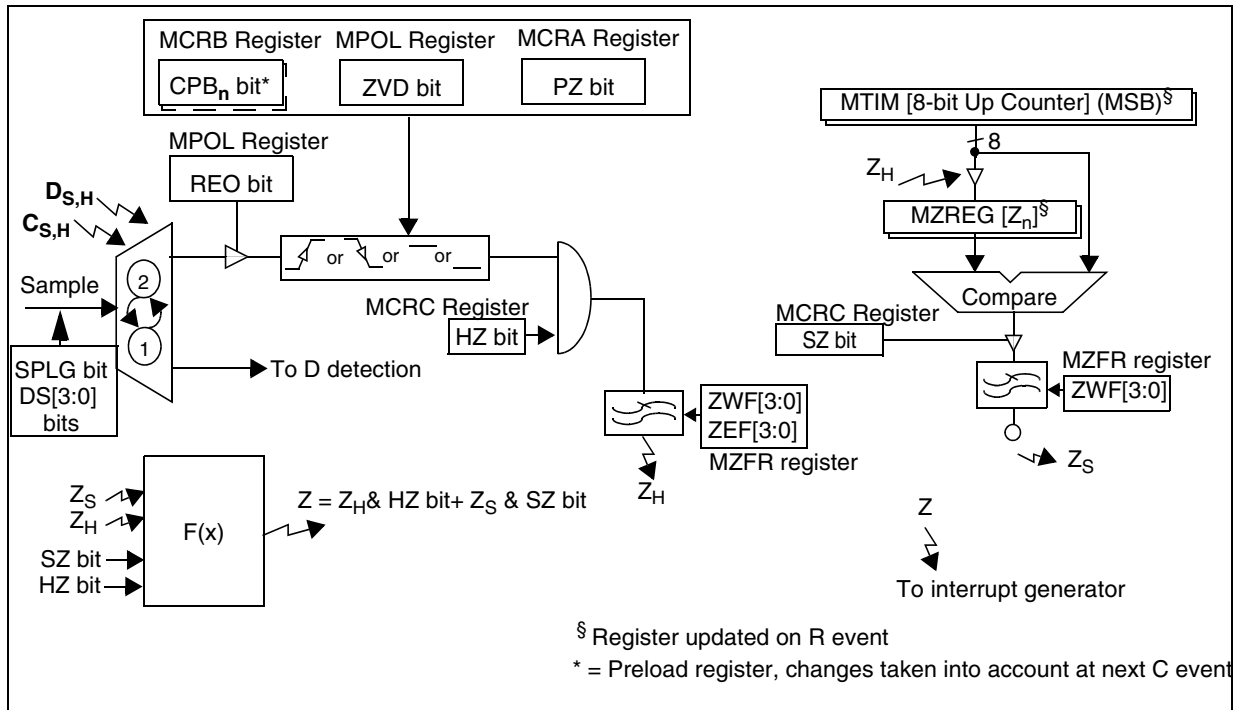 MCRB Register
MPOL Register
MCRA Register
CPBn bit*
ZVD bit
PZ bit
MPOL Register
REO bit
DS,H
CS,H
Sample
2
1
SPLG bit
DS[3:0]
bits
or
or
or
To D detection
MCRC Register
HZ bit
ZWF[3:0]
ZEF[3:0]
MZFR register
ZH
MTIM [8-bit Up Counter] (MSB)§
8
ZH
MZREG [Zn]§
Compare
MCRC Register
SZ bit
MZFR register
ZWF[3:0]
ZS
ZS
ZH
SZ bit
HZ bit
F(x)
Z = ZH& HZ bit+ ZS & SZ bit
Z
To interrupt generator
§ Register updated on R event
* = Preload register, changes taken into account at next C event